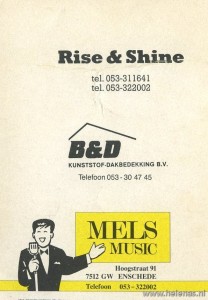 Rise & Shine
tel. 053-311641
tel. 053-322002
B&D
KUNSTSTOF-DAKBEDEKKING B.V.
Telefoon 053 - 30 47 45
MELS
MUSIC
Hoogstraat 91
7512 GW ENSCHEDE
Telefoon 053-322002
www.helenas.nl